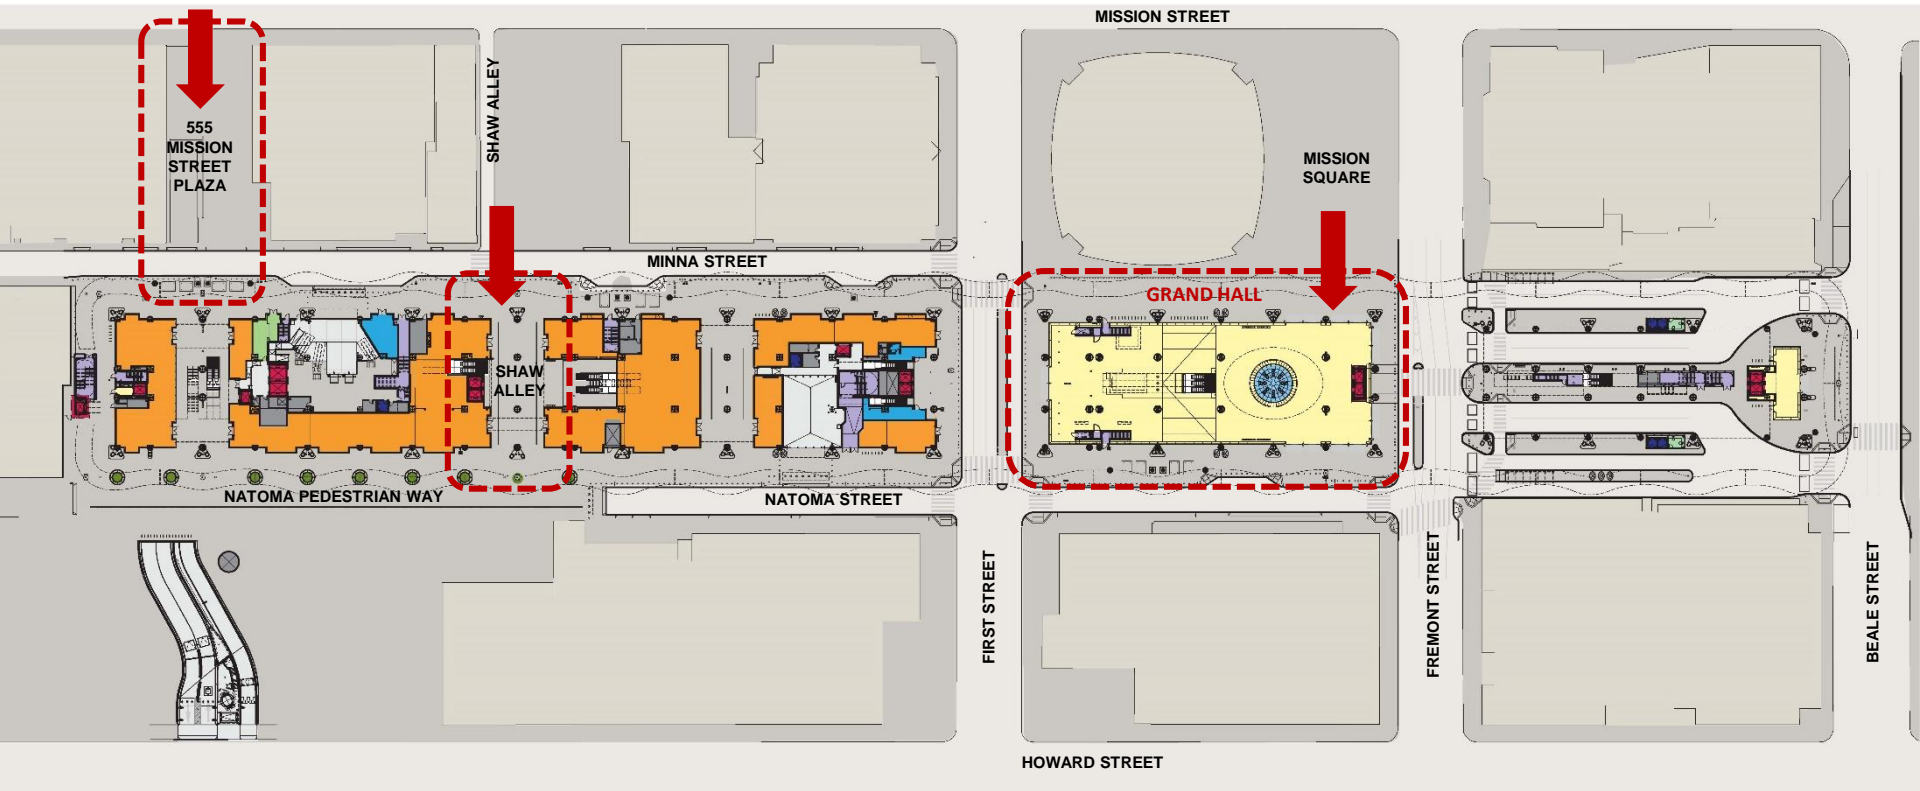 MISSION STREET
SHAW ALLEY
555
MISSION
STREET
PLAZA
MISSION
SQUARE
MINNA STREET
GRAND HALL
SHAW
ALLEY
NATOMA PEDESTRIAN WAY
NATOMA STREET
FIRST STREET
FREMONT STREET
BEALE STREET
HOWARD STREET